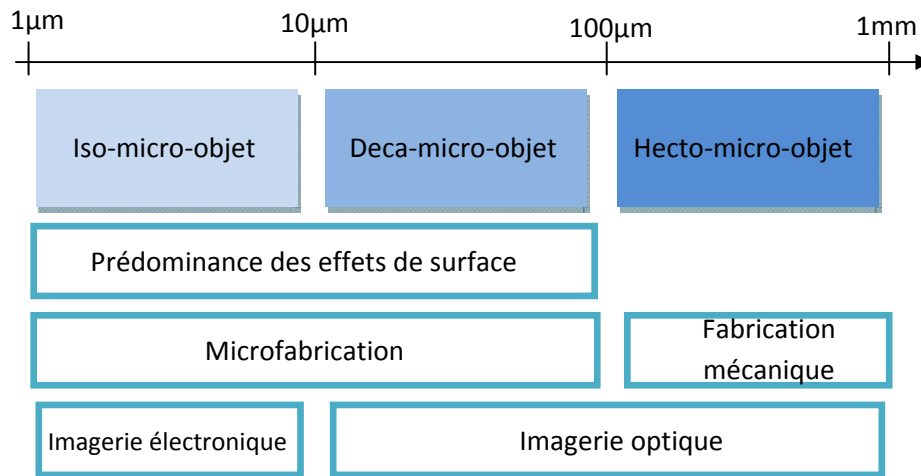 1µm 10µm 100µm 1mm
Iso-micro-objet Deca-micro-objet Hecto-micro-objet
Prédominance des effets de surface
Microfabrication
Fabrication
mécanique
Imagerie électronique Imagerie optique